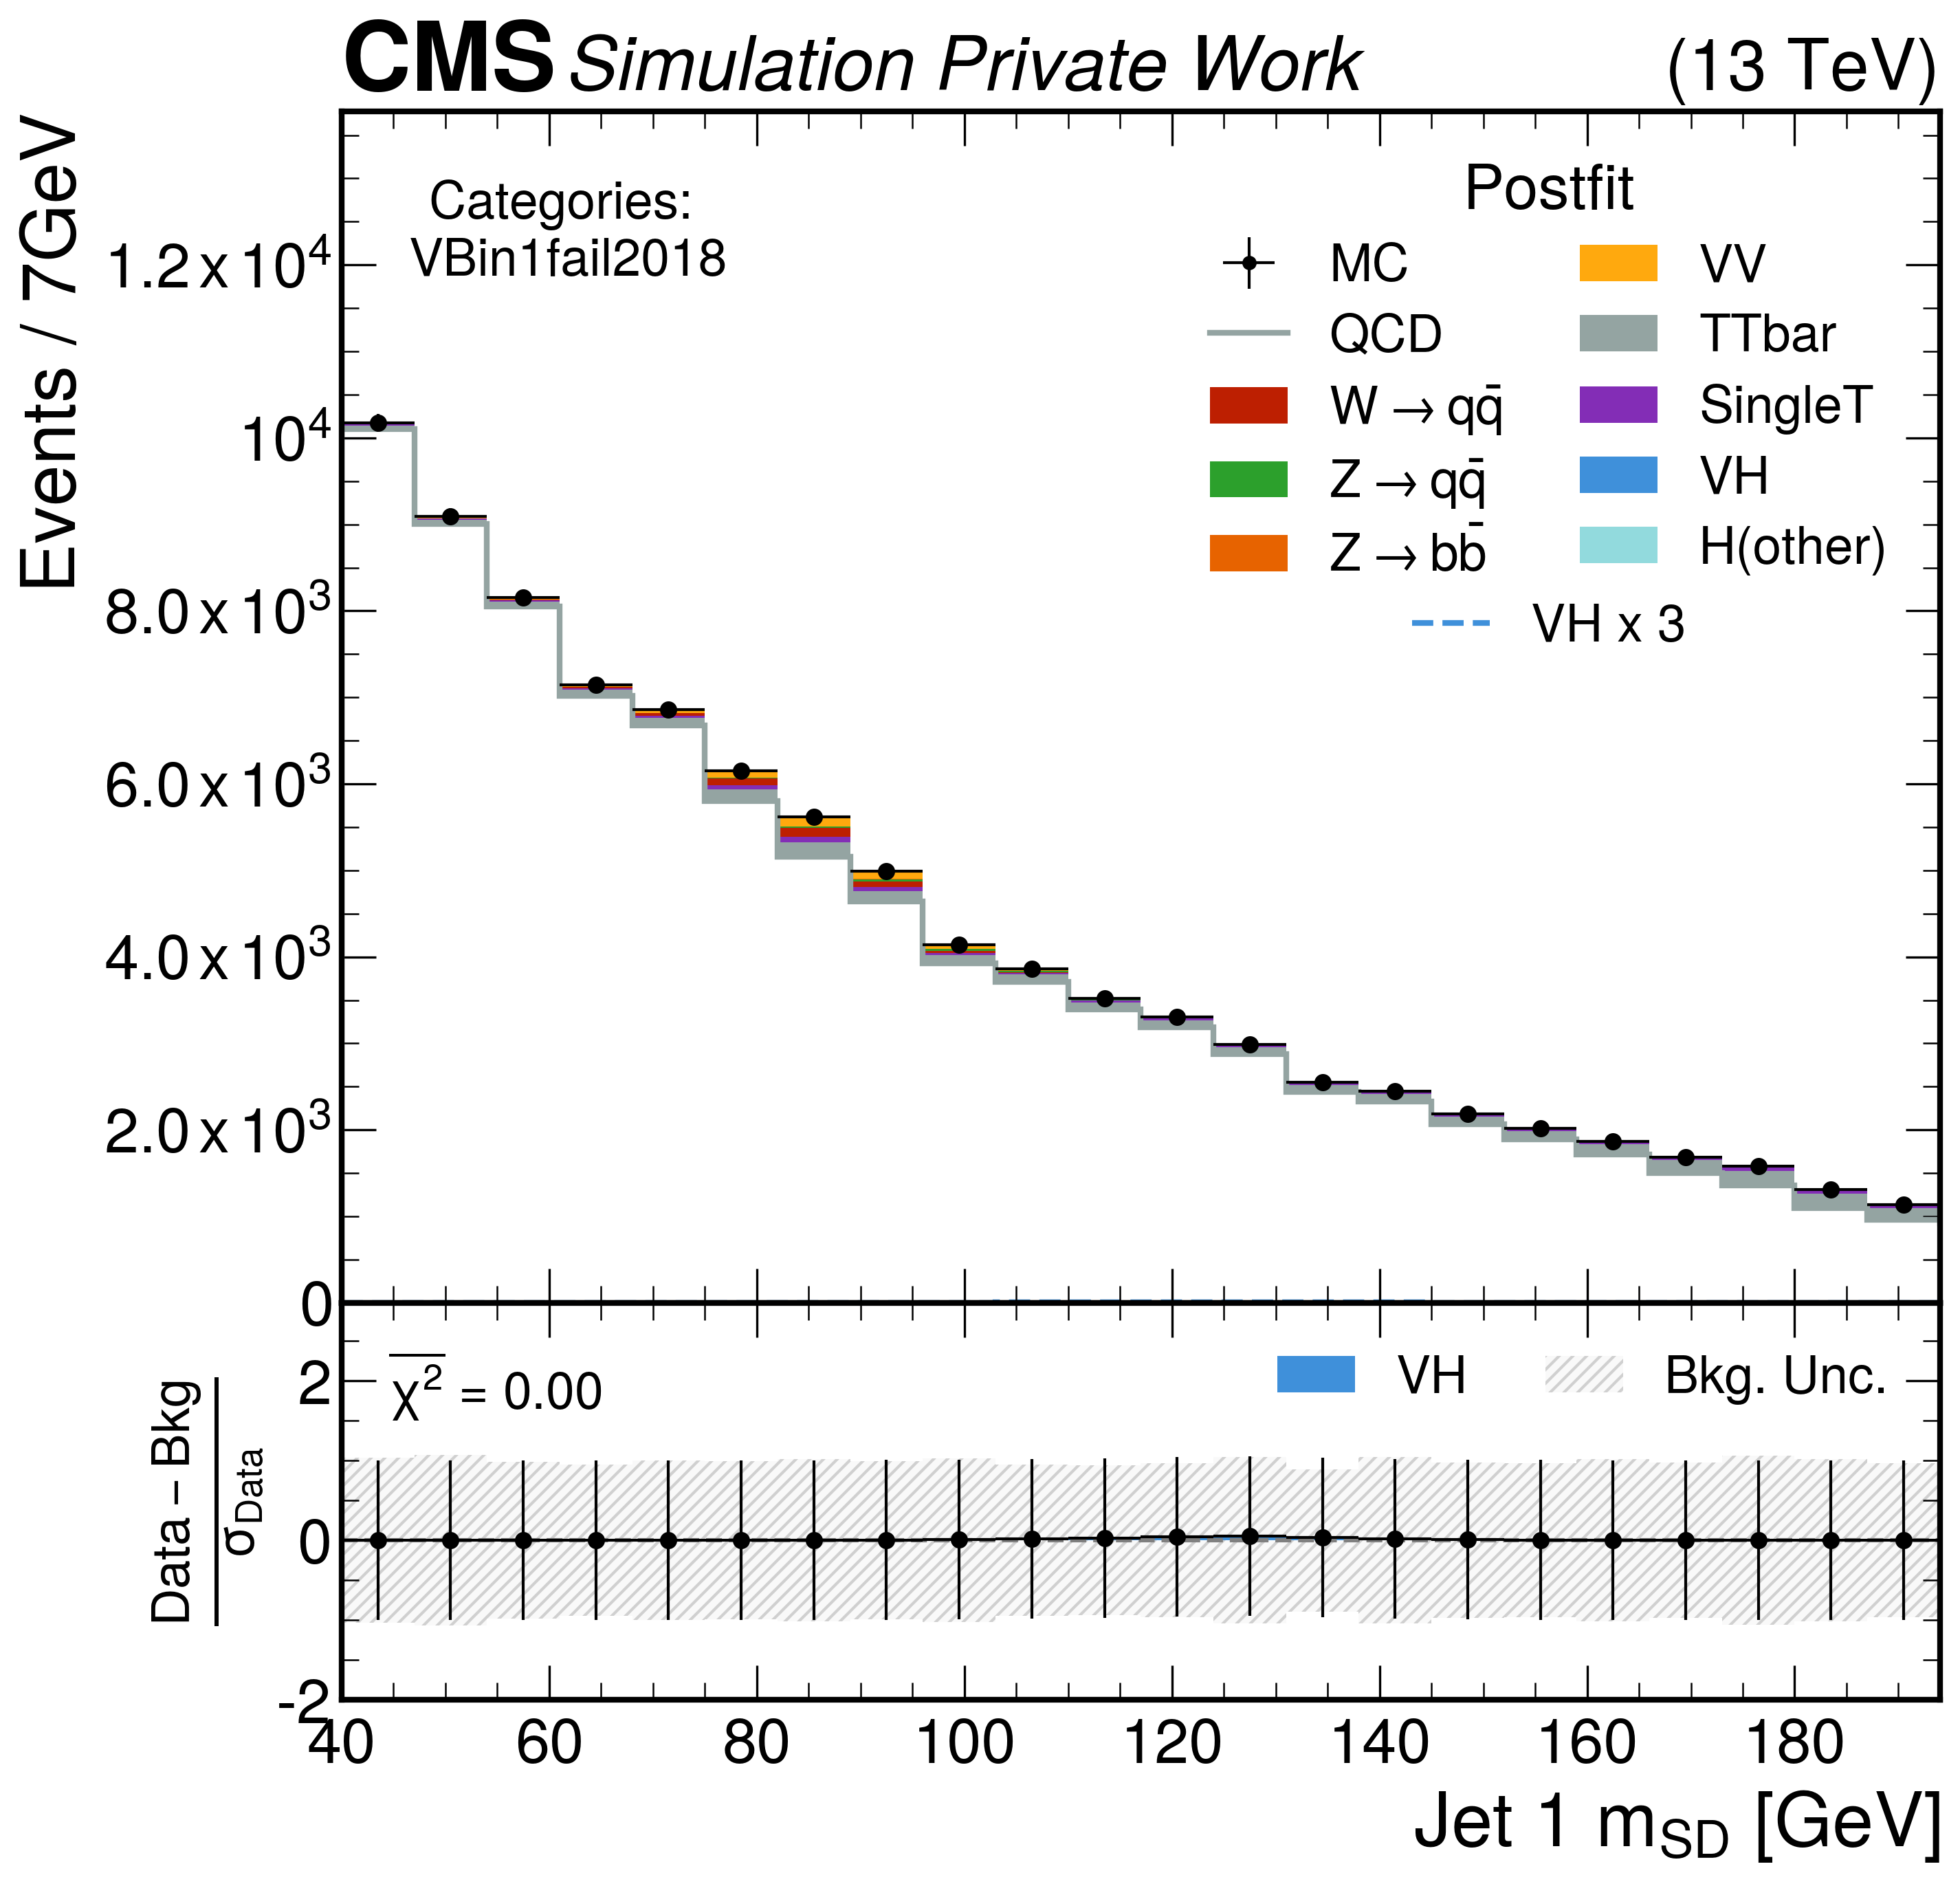 CMS Simulation Private Work (13 TeV)
Events / 7GeV
Categories:
VBin1fail2018
Postfit
MC VV
QCD TTbar
W → qq̄ SingleT
Z → qq̄ VH
Z → bb̄ H(other)
VH x 3
1.2 x 10⁴
10⁴
8.0 x 10³
6.0 x 10³
4.0 x 10³
2.0 x 10³
0
Data – Bkg
σData
χ² = 0.00
VH Bkg. Unc.
2
0
-2
40 60 80 100 120 140 160 180
Jet 1 mSD [GeV]